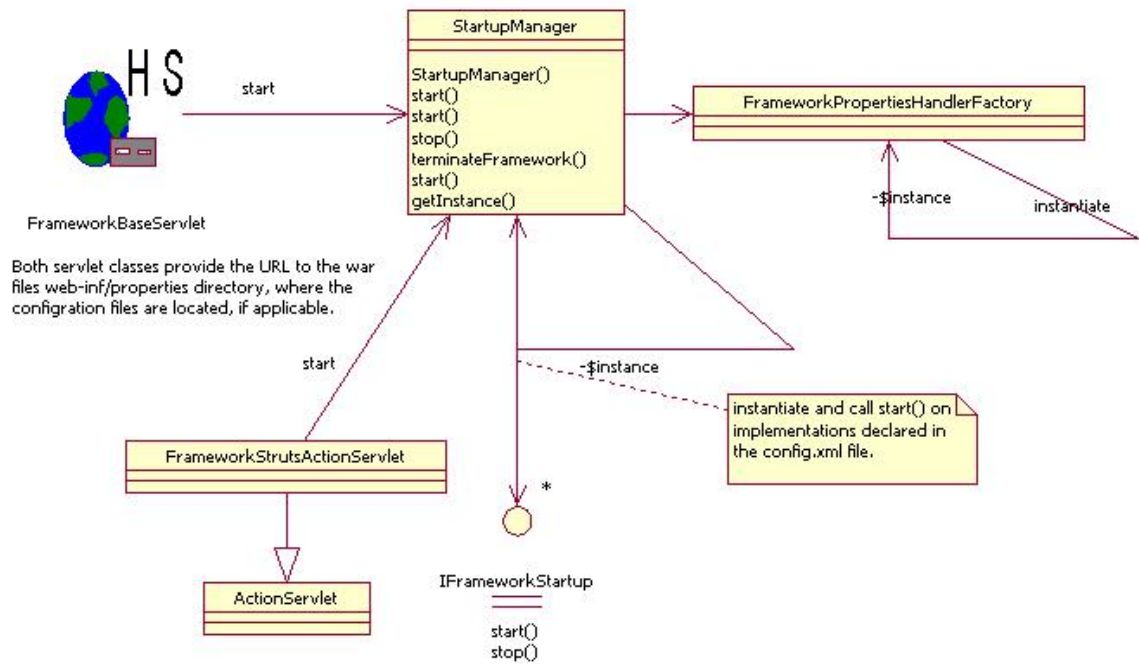 StartupManager
StartupManager()
start()
start()
stop()
terminateFramework()
start()
getInstance()
H S
start
FrameworkPropertiesHandlerFactory
-$instance
instantiate
FrameworkBaseServlet
Both servlet classes provide the URL to the war
files web-inf/properties directory, where the
configration files are located, if applicable.
start
-$instance
instantiate and call start() on
implementations declared in
the config.xml file.
FrameworkStrutsActionServlet
*
IFrameworkStartup
start()
stop()
ActionServlet